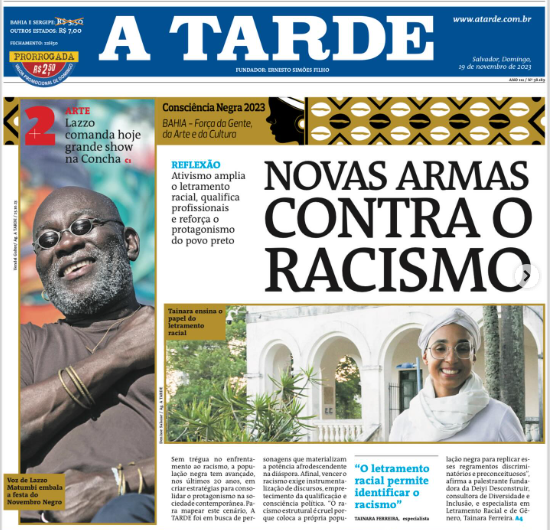 BAHIA E SERGIPE: R$ 3,50
OUTROS ESTADOS: R$ 7,00
PRORROGADA
R$ 2,50
A TARDE
FUNDADOR: ERNESTO SIMÕES FILHO
www.atarde.com.br
Salvador, Domingo,
19 de novembro de 2023
2
ARTE
Lazzo
comanda hoje
grande show
na Concha C1
Consciência Negra 2023
BAHIA – Força da Gente,
da Arte e da Cultura
REFLEXÃO
Ativismo amplia
o letramento
racial, qualifica
profissionais
e reforça o
protagonismo
do povo preto
NOVAS ARMAS
CONTRA O
RACISMO
Tainara ensina o
papel do
letramento
racial
Voz de Lazzo
Matumbi embala
a festa do
Novembro Negro
Sem trégua no enfrenta-
mento ao racismo, a popu-
lação negra tem avançado,
nos últimos 20 anos, em
criar estratégias para conso-
lidar o protagonismo na so-
ciedade contemporânea. Pa-
ra mapear este cenário, A
TARDE foi em busca de per-
sonagens que materializam
a potência afrodescendente
na diáspora. Afinal, vencer o
racismo exige instrumenta-
lização de discursos, empre-
tecimento da qualificação e
consciência política. "O ra-
cismo estrutural é cruel por-
que coloca a própria popu-
“O letramento
racial permite
identificar o
racismo”
TAINARA FERREIRA, especialista
lação negra para replicar es-
ses regramentos discrimi-
natórios e preconceituosos",
afirma a palestrante funda-
dora da Deiyi Desconstruir,
consultora de Diversidade e
Inclusão, e especialista em
Letramento Racial e de Gê-
nero, Tainara Ferreira. A4